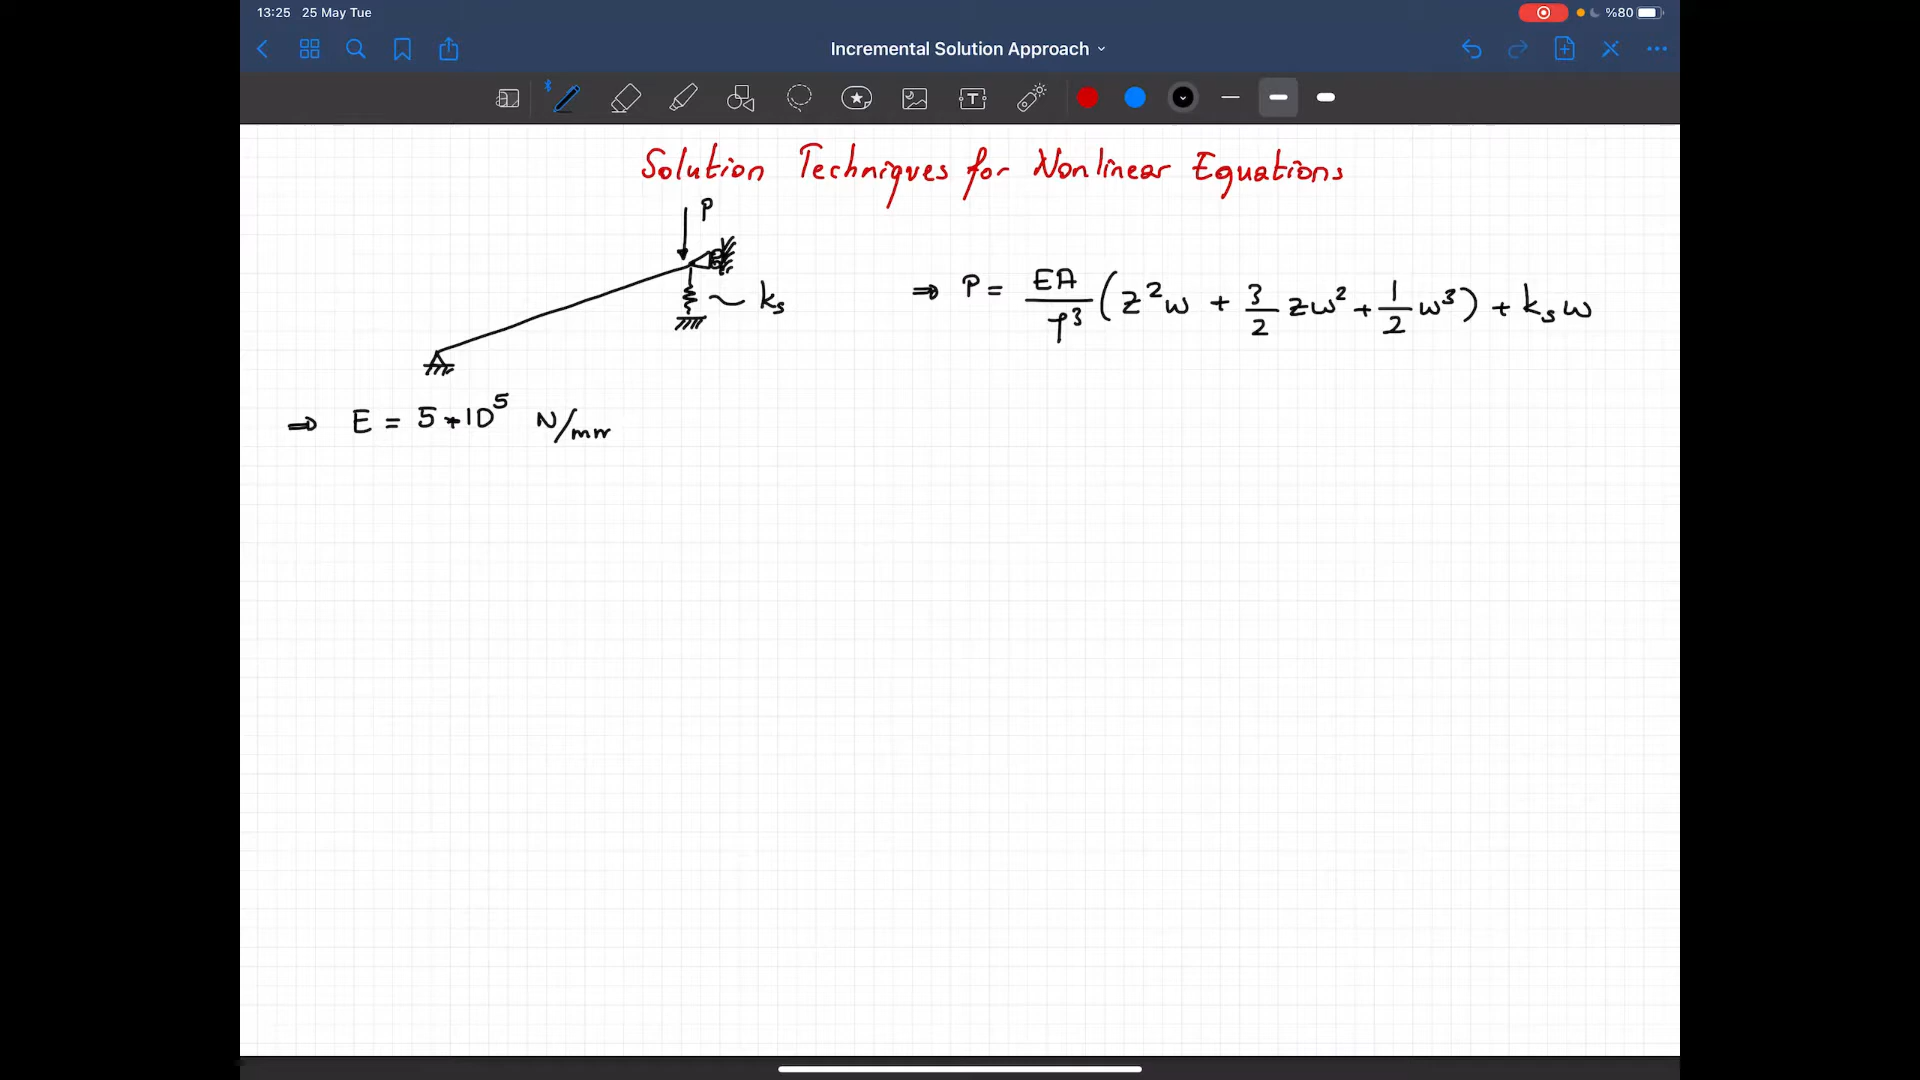 13:25 25 May Tue
%80
Incremental Solution Approach
Solution Techniques for Nonlinear Equations
P
ks
⇒ P = EA/l³ (z²w + 3/2 zw² + 1/2 w³) + ks w
⇒ E = 5*10⁵ N/mm